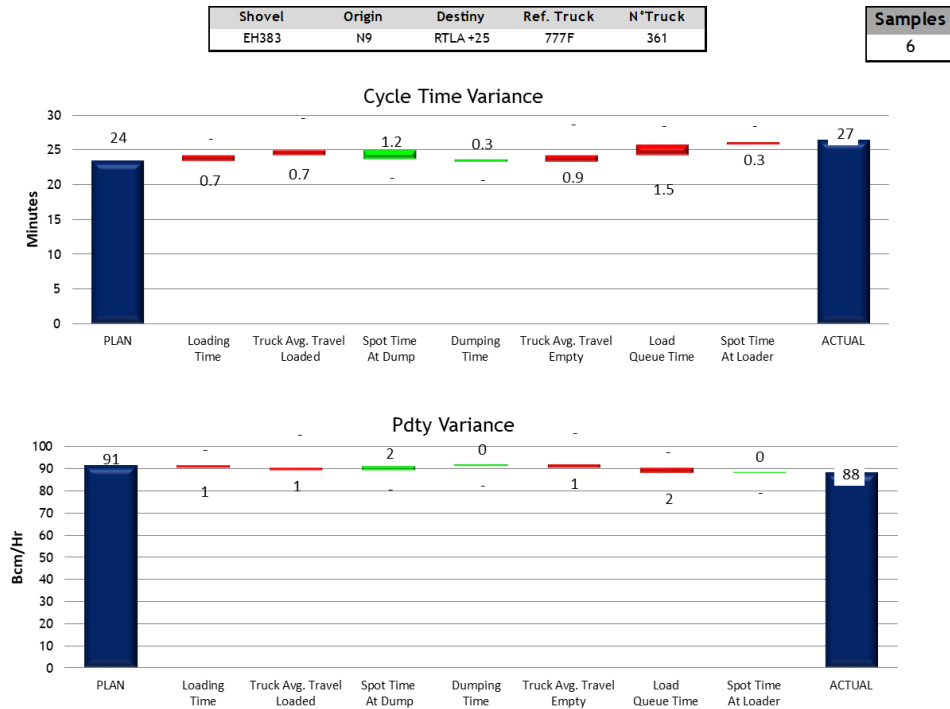 Shovel Origin Destiny Ref. Truck N°Truck
EH383 N9 RTLA +25 777F 361
Samples
6
Cycle Time Variance
Minutes
30
25
20
15
10
5
0
24 - - 1.2 0.3 - - - 27
0.7 0.7 - - 0.9 1.5 0.3
PLAN Loading Truck Avg. Travel Spot Time Dumping Truck Avg. Travel Load Spot Time ACTUAL
Time Loaded At Dump Time Empty Queue Time At Loader
Pdty Variance
Bcm/Hr
100
90
80
70
60
50
40
30
20
10
0
91 - - 2 0 - - 0 88
1 1 - - 1 2 -
PLAN Loading Truck Avg. Travel Spot Time Dumping Truck Avg. Travel Load Spot Time ACTUAL
Time Loaded At Dump Time Empty Queue Time At Loader